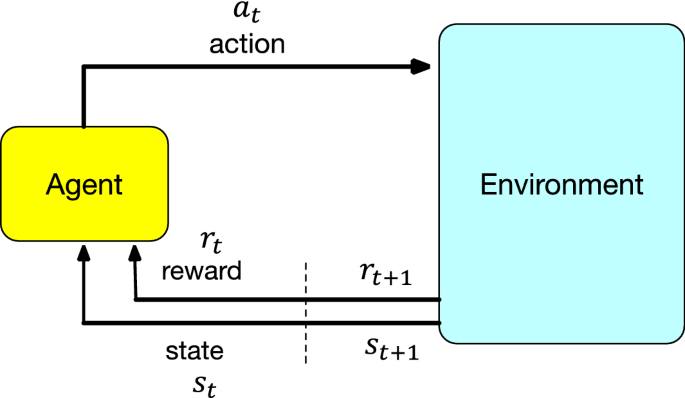 a_t
action
Agent
Environment
r_t
reward
r_{t+1}
state
s_{t+1}
s_t